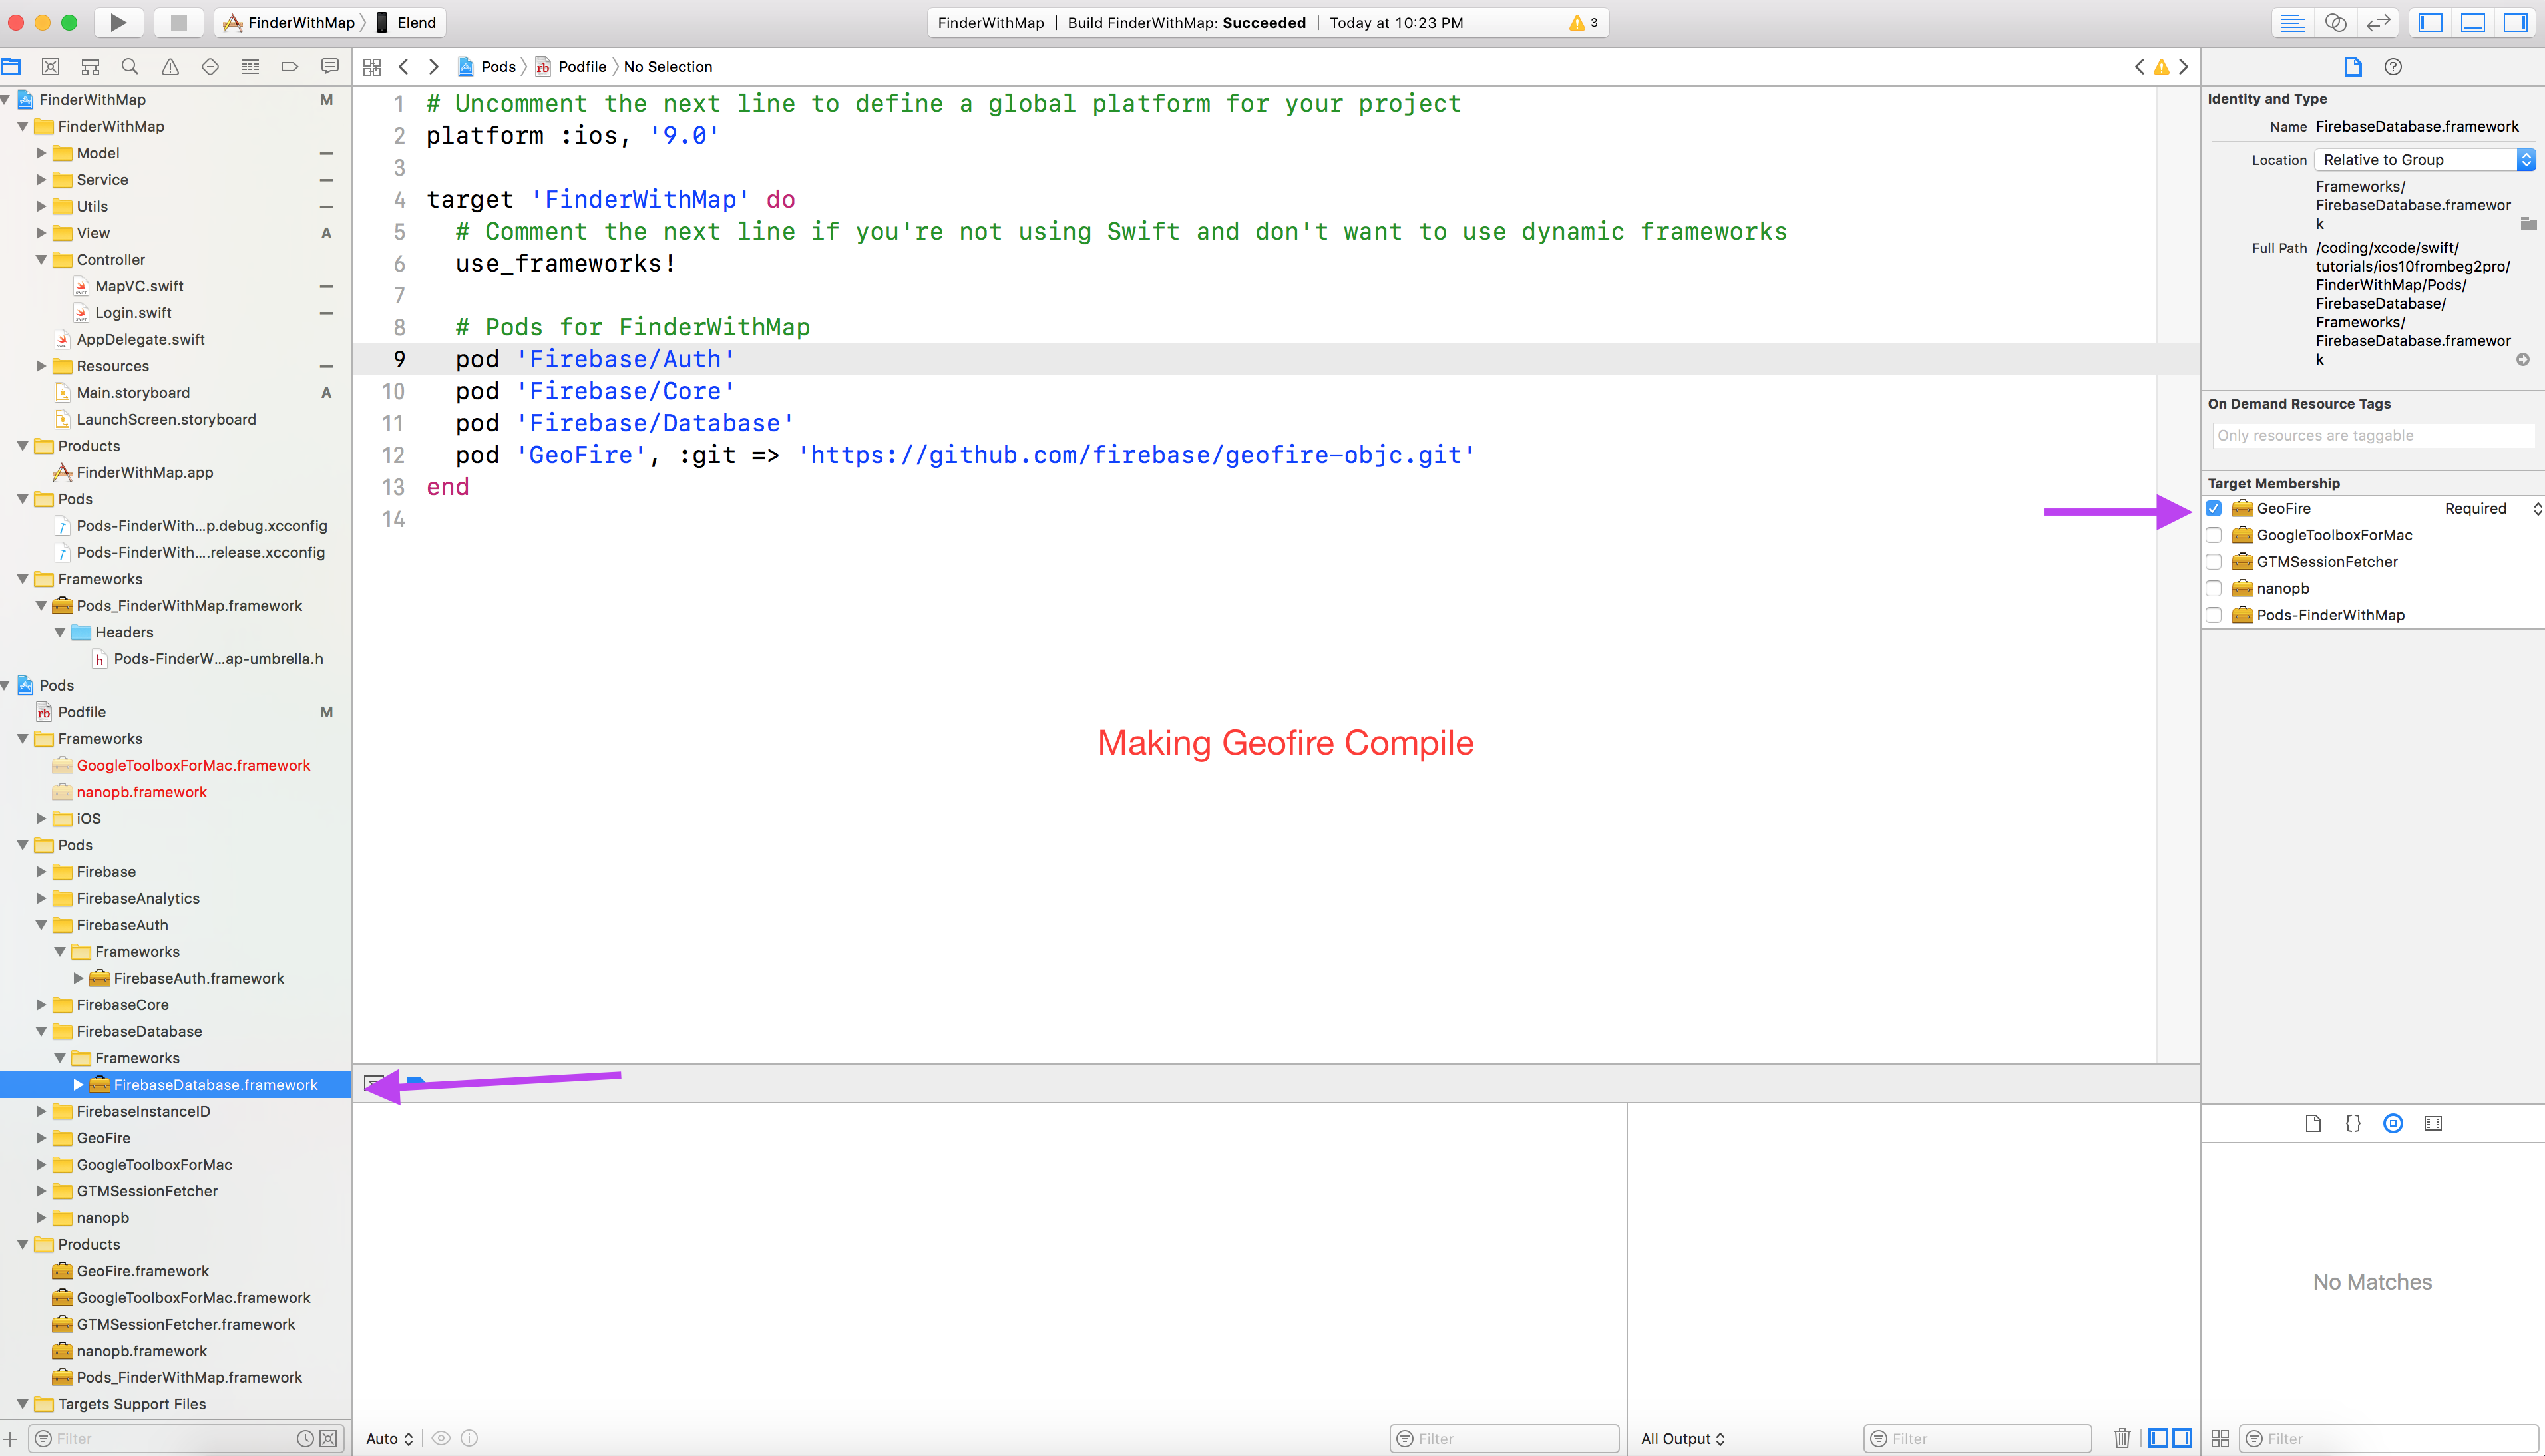 FinderWithMap
Elend
FinderWithMap | Build FinderWithMap: Succeeded | Today at 10:23 PM
3
FinderWithMap M
FinderWithMap
Model
Service
Utils
View A
Controller
MapVC.swift
Login.swift
AppDelegate.swift
Resources
Main.storyboard A
LaunchScreen.storyboard
Products
FinderWithMap.app
Pods
Pods-FinderWith...p.debug.xcconfig
Pods-FinderWith....release.xcconfig
Frameworks
Pods_FinderWithMap.framework
Headers
Pods-FinderW...ap-umbrella.h
Pods
Podfile M
Frameworks
GoogleToolboxForMac.framework
nanopb.framework
iOS
Pods
Firebase
FirebaseAnalytics
FirebaseAuth
Frameworks
FirebaseAuth.framework
FirebaseCore
FirebaseDatabase
Frameworks
FirebaseDatabase.framework
FirebaseInstanceID
GeoFire
GoogleToolboxForMac
GTMSessionFetcher
nanopb
Products
GeoFire.framework
GoogleToolboxForMac.framework
GTMSessionFetcher.framework
nanopb.framework
Pods_FinderWithMap.framework
Targets Support Files
Filter
Pods Podfile No Selection
1 # Uncomment the next line to define a global platform for your project
2 platform :ios, '9.0'
3
4 target 'FinderWithMap' do
5 # Comment the next line if you're not using Swift and don't want to use dynamic frameworks
6 use_frameworks!
7
8 # Pods for FinderWithMap
9 pod 'Firebase/Auth'
10 pod 'Firebase/Core'
11 pod 'Firebase/Database'
12 pod 'GeoFire', :git => 'https://github.com/firebase/geofire-objc.git'
13 end
14
Making Geofire Compile
Auto
Filter
All Output
Filter
Identity and Type
Name FirebaseDatabase.framework
Location Relative to Group
Frameworks/
FirebaseDatabase.framewor
k
Full Path /coding/xcode/swift/
tutorials/ios10frombeg2pro/
FinderWithMap/Pods/
FirebaseDatabase/
Frameworks/
FirebaseDatabase.framewor
k
On Demand Resource Tags
Only resources are taggable
Target Membership
GeoFire Required
GoogleToolboxForMac
GTMSessionFetcher
nanopb
Pods-FinderWithMap
No Matches
Filter